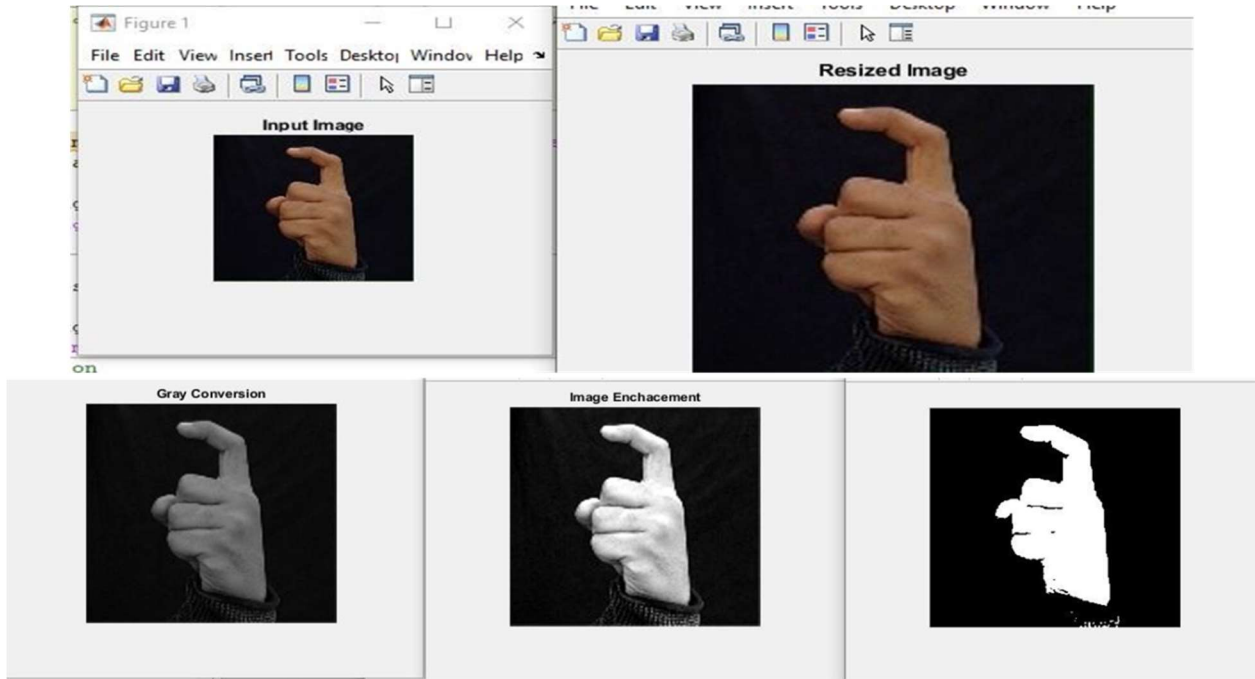 Figure 1
File Edit View Insert Tools Desktop Window Help
Input Image
Resized Image
on
Gray Conversion
Image Enchacement